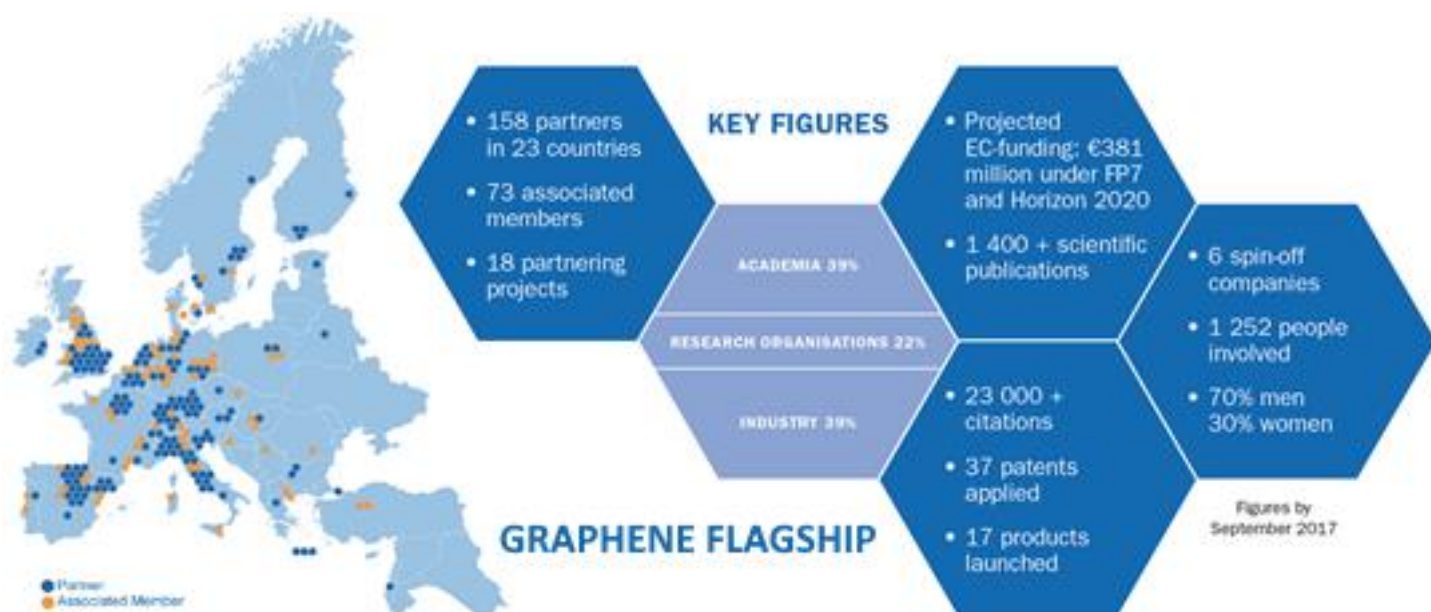 • 158 partners
in 23 countries
• 73 associated
members
• 18 partnering
projects
KEY FIGURES
ACADEMIA 39%
RESEARCH ORGANISATIONS 22%
INDUSTRY 39%
• Projected
EC-funding: €381
million under FP7
and Horizon 2020
• 1 400 + scientific
publications
• 6 spin-off
companies
• 1 252 people
involved
• 70% men
30% women
• 23 000 +
citations
• 37 patents
applied
• 17 products
launched
Figures by
September 2017
GRAPHENE FLAGSHIP
Partner
Associated Member